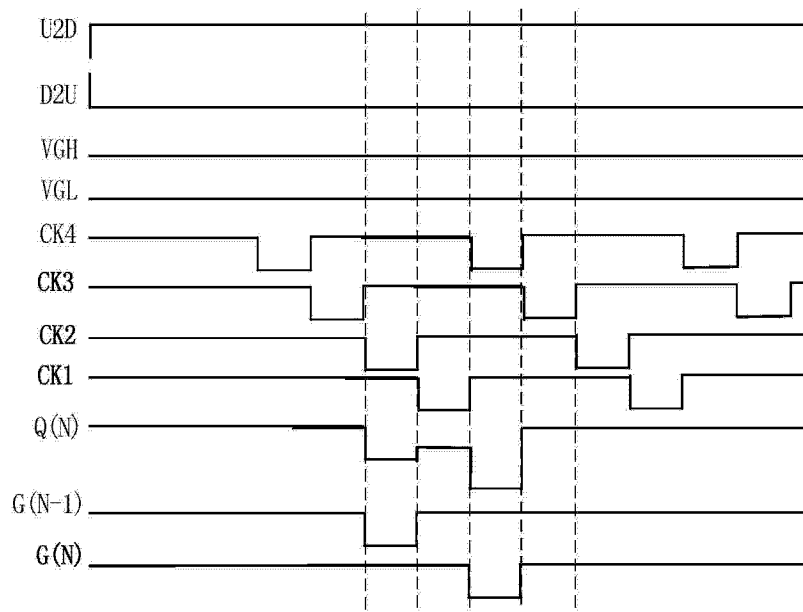 U2D
D2U
VGH
VGL
CK4
CK3
CK2
CK1
Q(N)
G(N-1)
G(N)